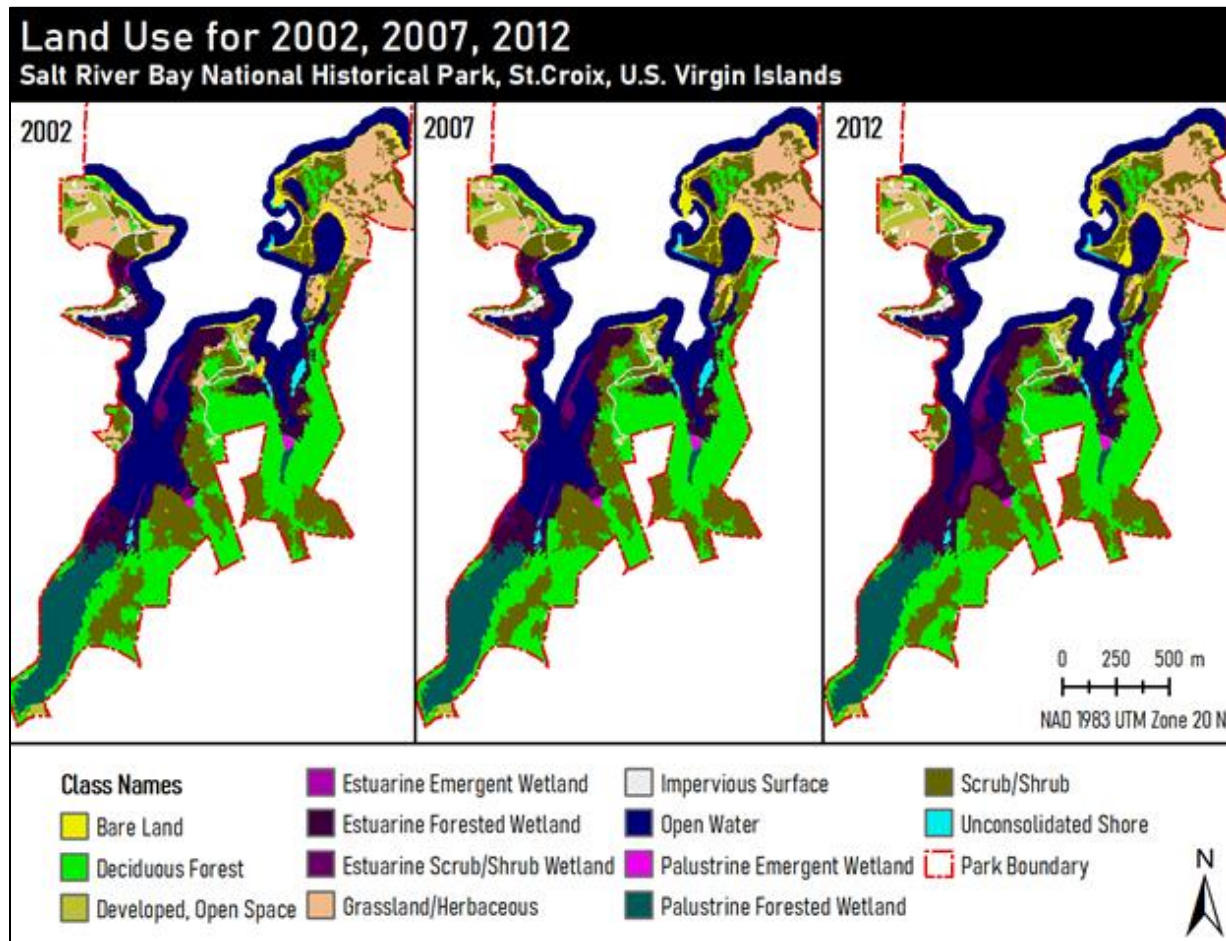 Land Use for 2002, 2007, 2012
Salt River Bay National Historical Park, St.Croix, U.S. Virgin Islands
2002
2007
2012
0 250 500 m
NAD 1983 UTM Zone 20 N
Class Names
Bare Land
Deciduous Forest
Developed, Open Space
Estuarine Emergent Wetland
Estuarine Forested Wetland
Estuarine Scrub/Shrub Wetland
Grassland/Herbaceous
Impervious Surface
Open Water
Palustrine Emergent Wetland
Palustrine Forested Wetland
Scrub/Shrub
Unconsolidated Shore
Park Boundary
N